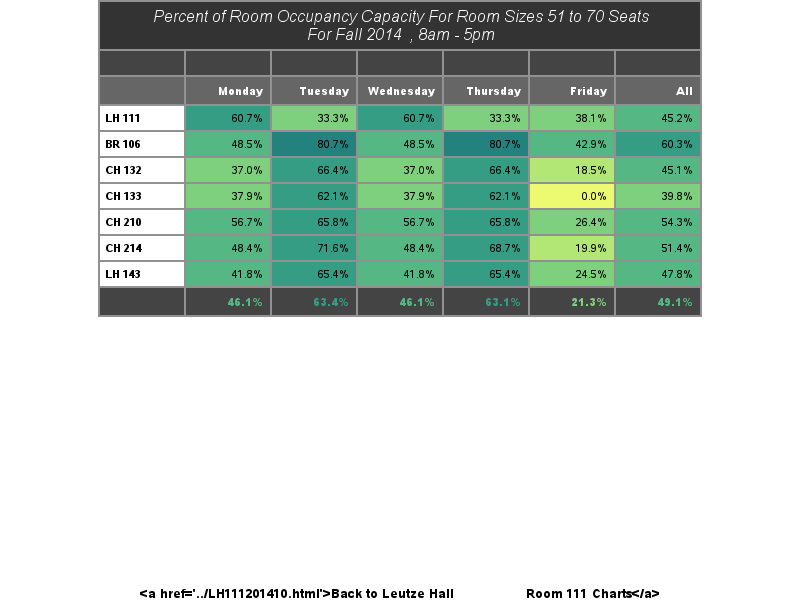 Percent of Room Occupancy Capacity For Room Sizes 51 to 70 Seats
For Fall 2014 , 8am - 5pm
Monday Tuesday Wednesday Thursday Friday All
LH 111 60.7% 33.3% 60.7% 33.3% 38.1% 45.2%
BR 106 48.5% 80.7% 48.5% 80.7% 42.9% 60.3%
CH 132 37.0% 66.4% 37.0% 66.4% 18.5% 45.1%
CH 133 37.9% 62.1% 37.9% 62.1% 0.0% 39.8%
CH 210 56.7% 65.8% 56.7% 65.8% 26.4% 54.3%
CH 214 48.4% 71.6% 48.4% 68.7% 19.9% 51.4%
LH 143 41.8% 65.4% 41.8% 65.4% 24.5% 47.8%
46.1% 63.4% 46.1% 63.1% 21.3% 49.1%
<a href='../LH111201410.html'>Back to Leutze Hall Room 111 Charts</a>